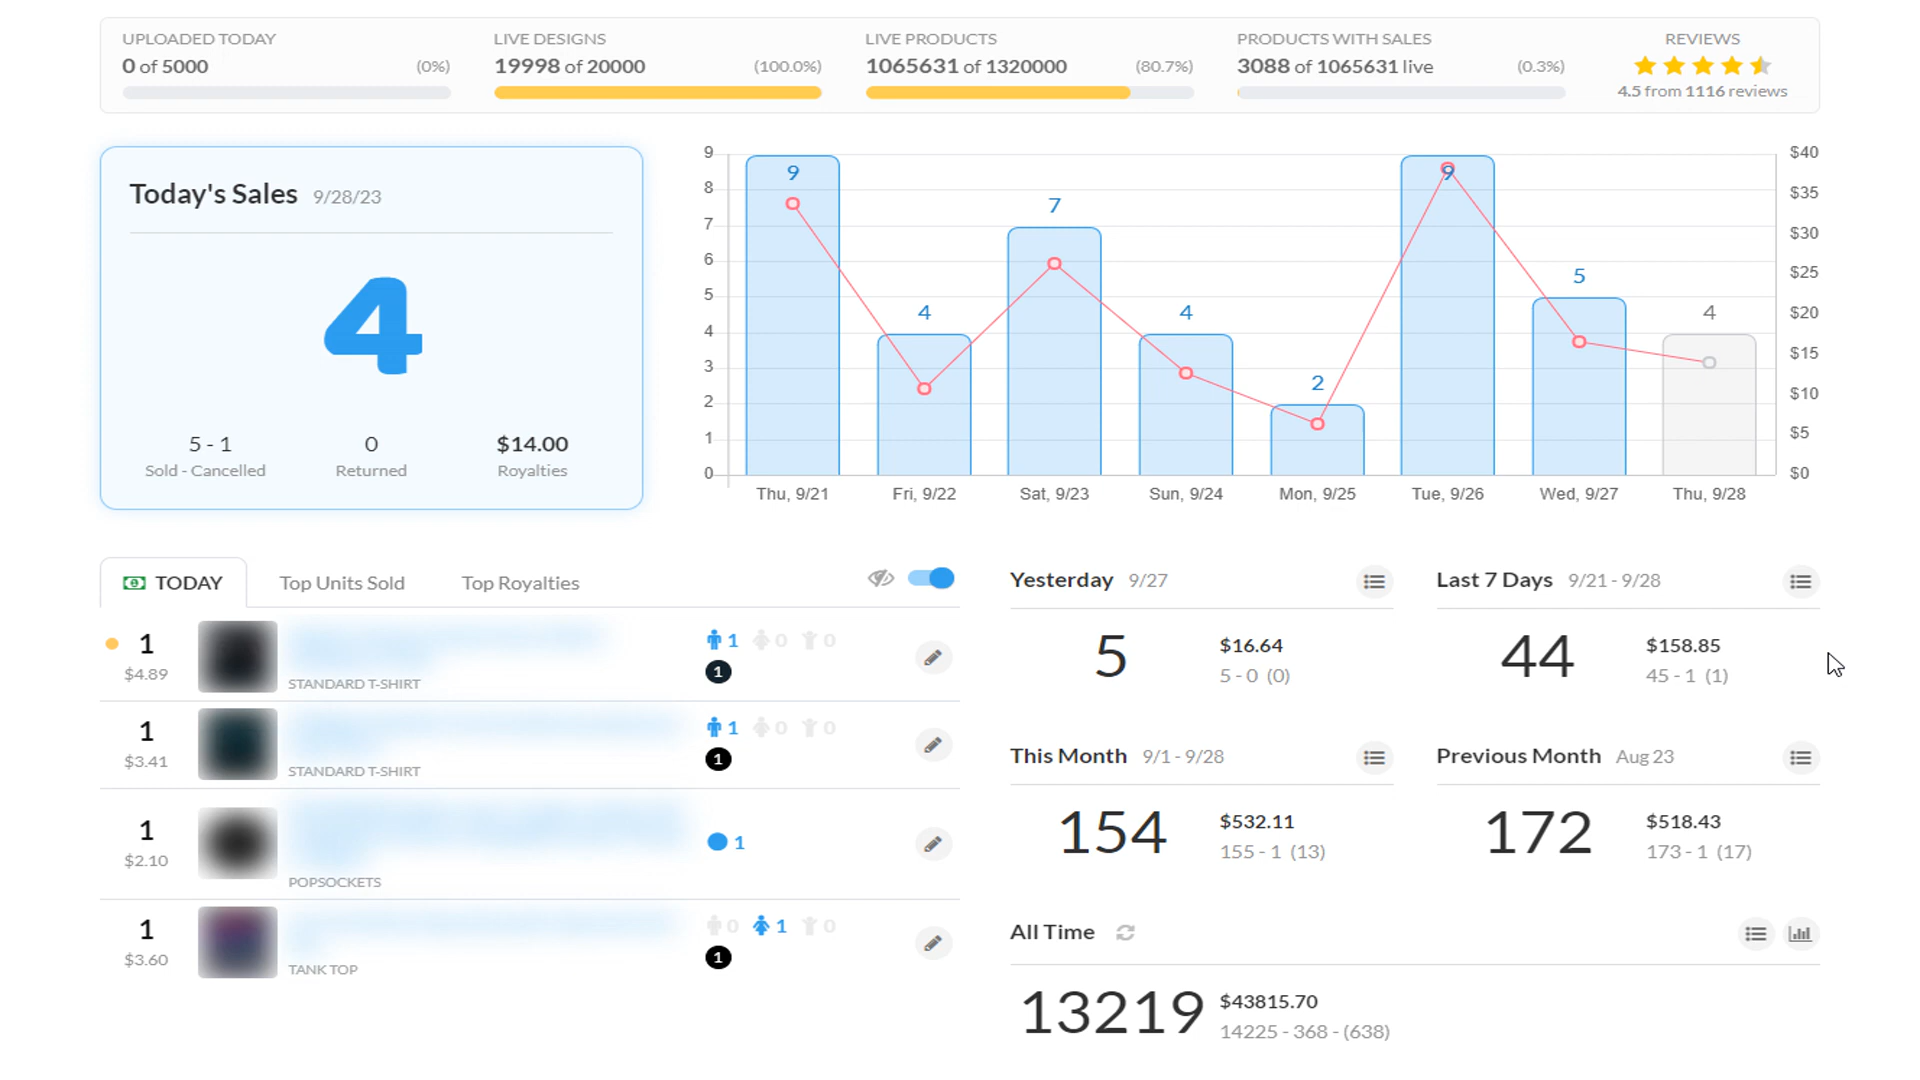 UPLOADED TODAY
0 of 5000 (0%)
LIVE DESIGNS
19998 of 20000 (100.0%)
LIVE PRODUCTS
1065631 of 1320000 (80.7%)
PRODUCTS WITH SALES
3088 of 1065631 live (0.3%)
REVIEWS
4.5 from 1116 reviews
Today's Sales 9/28/23
4
5 - 1
Sold - Cancelled
0
Returned
$14.00
Royalties
9
8
7
6
5
4
3
2
1
0
9
4
7
4
2
9
5
4
$40
$35
$30
$25
$20
$15
$10
$5
$0
Thu, 9/21
Fri, 9/22
Sat, 9/23
Sun, 9/24
Mon, 9/25
Tue, 9/26
Wed, 9/27
Thu, 9/28
TODAY
Top Units Sold
Top Royalties
1
$4.89
STANDARD T-SHIRT
1 0 0
1
1
$3.41
STANDARD T-SHIRT
1 0 0
1
1
$2.10
POPSOCKETS
1
1
$3.60
TANK TOP
0 1 0
1
Yesterday 9/27
5
$16.64
5 - 0 (0)
Last 7 Days 9/21 - 9/28
44
$158.85
45 - 1 (1)
This Month 9/1 - 9/28
154
$532.11
155 - 1 (13)
Previous Month Aug 23
172
$518.43
173 - 1 (17)
All Time
13219
$43815.70
14225 - 368 - (638)